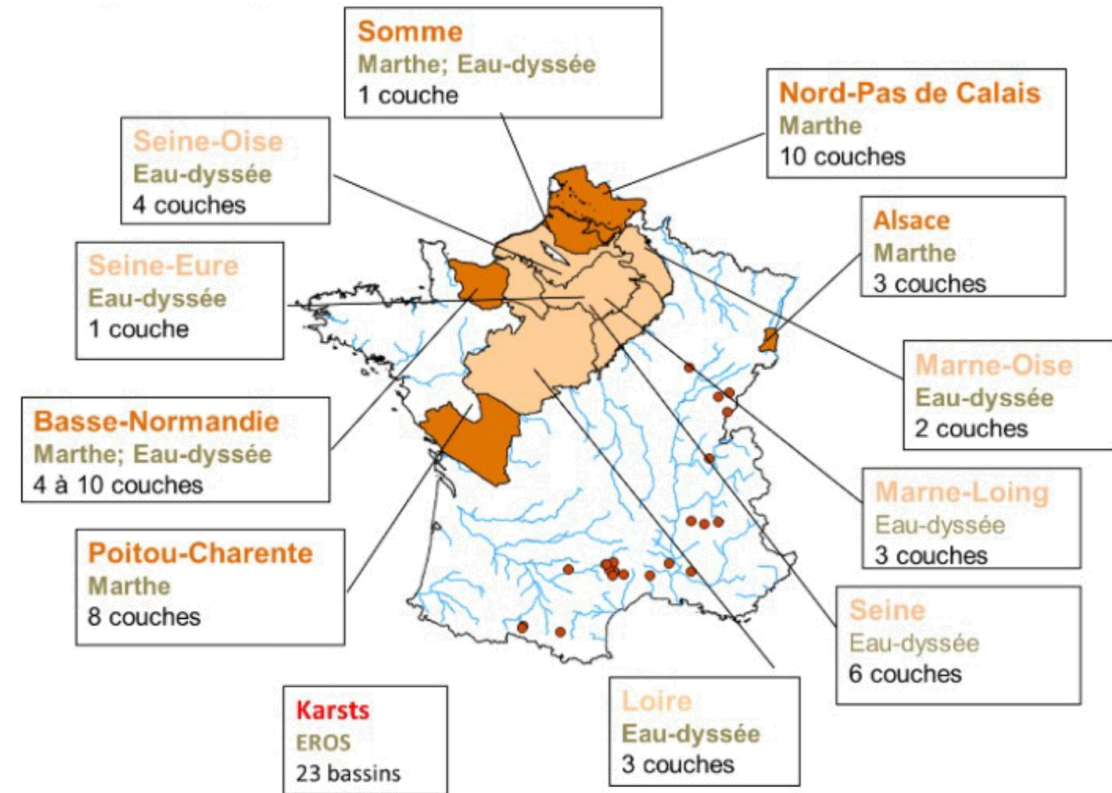 Somme
Marthe; Eau-dyssée
1 couche
Nord-Pas de Calais
Marthe
10 couches
Seine-Oise
Eau-dyssée
4 couches
Alsace
Marthe
3 couches
Seine-Eure
Eau-dyssée
1 couche
Marne-Oise
Eau-dyssée
2 couches
Basse-Normandie
Marthe; Eau-dyssée
4 à 10 couches
Marne-Loing
Eau-dyssée
3 couches
Poitou-Charente
Marthe
8 couches
Seine
Eau-dyssée
6 couches
Karsts
EROS
23 bassins
Loire
Eau-dyssée
3 couches